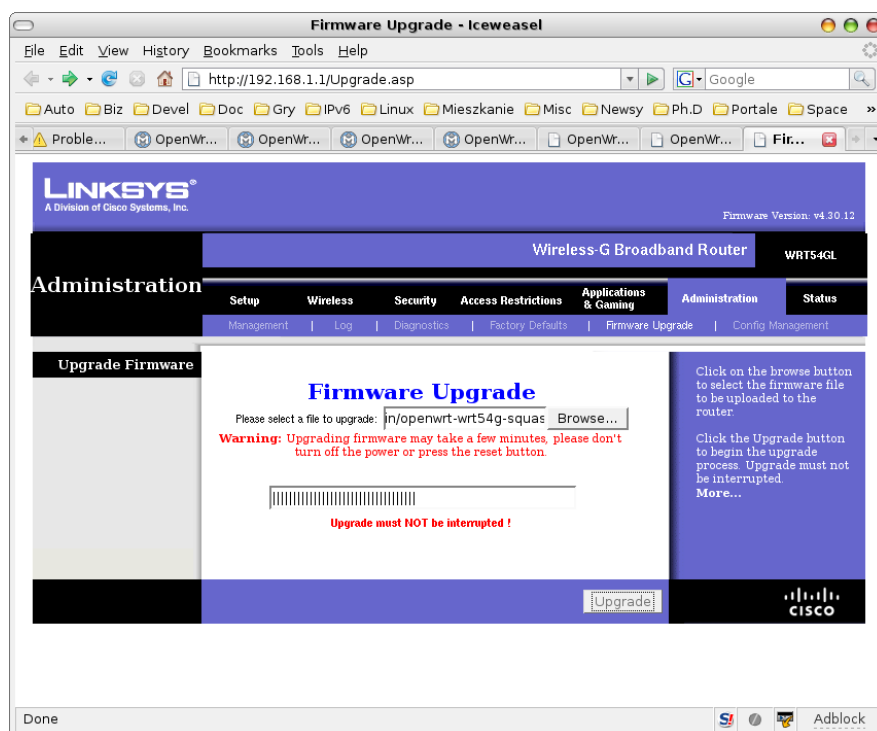 Firmware Upgrade - Iceweasel
File Edit View History Bookmarks Tools Help
http://192.168.1.1/Upgrade.asp G Google
Auto Biz Devel Doc Gry IPv6 Linux Mieszkanie Misc Newsy Ph.D Portale Space »
Proble... OpenWr... OpenWr... OpenWr... OpenWr... OpenWr... OpenWr... Fir...
LINKSYS®
A Division of Cisco Systems, Inc.
Firmware Version: v4.30.12
Wireless-G Broadband Router WRT54GL
Administration
Setup Wireless Security Access Restrictions Applications & Gaming Administration Status
Management | Log | Diagnostics | Factory Defaults | Firmware Upgrade | Config Management
Upgrade Firmware
Firmware Upgrade
Please select a file to upgrade: in/openwrt-wrt54g-squas Browse...
Warning: Upgrading firmware may take a few minutes, please don't
turn off the power or press the reset button.
Upgrade must NOT be interrupted !
Click on the browse button
to select the firmware file
to be uploaded to the
router.
Click the Upgrade button
to begin the upgrade
process. Upgrade must not
be interrupted.
More...
Upgrade
CISCO
Done S! Adblock